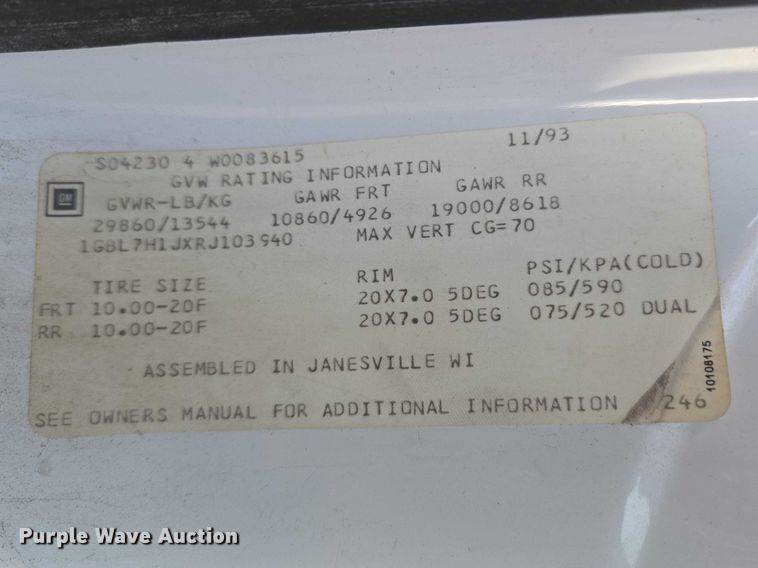 S04230 4 W0083615 11/93
GVW RATING INFORMATION
GM
GVWR-LB/KG GAWR FRT GAWR RR
29860/13544 10860/4926 19000/8618
1GBL7H1JXRJ103940 MAX VERT CG=70
TIRE SIZE RIM PSI/KPA(COLD)
FRT 10.00-20F 20X7.0 5DEG 085/590
RR 10.00-20F 20X7.0 5DEG 075/520 DUAL
ASSEMBLED IN JANESVILLE WI
10108175
SEE OWNERS MANUAL FOR ADDITIONAL INFORMATION 246
Purple Wave Auction